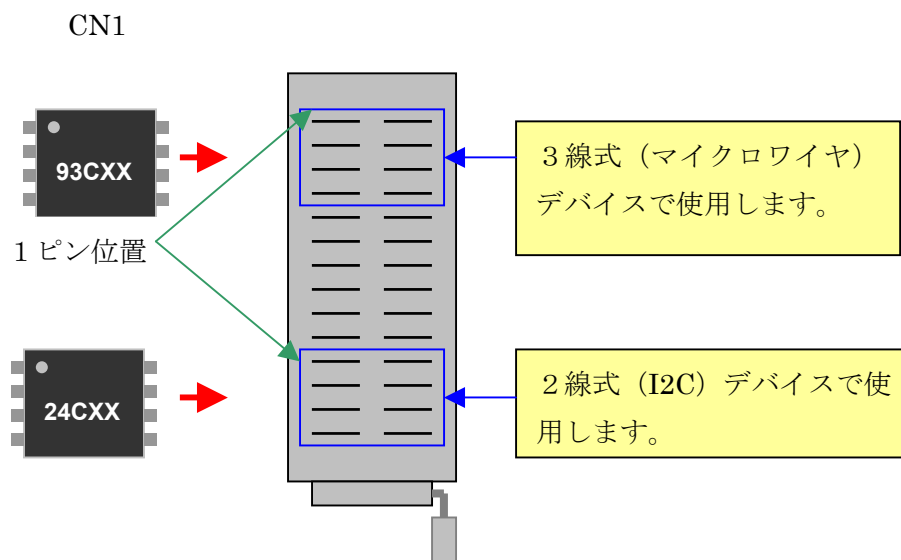 CN1
93CXX
３線式（マイクロワイヤ）
デバイスで使用します。
１ピン位置
24CXX
２線式（I2C）デバイスで使
用します。